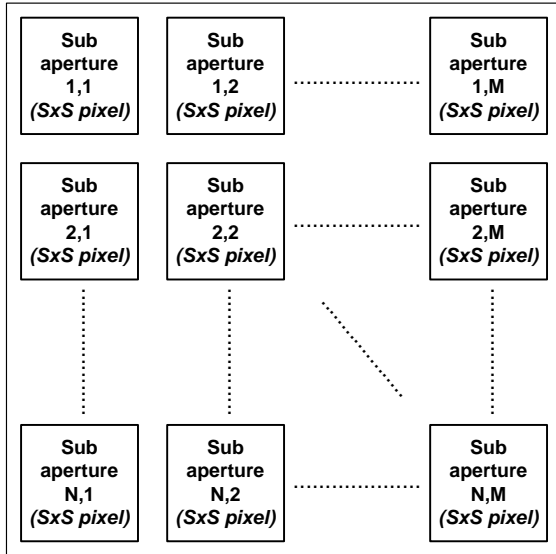 Sub
aperture
1,1
(SxS pixel)
Sub
aperture
1,2
(SxS pixel)
Sub
aperture
1,M
(SxS pixel)
Sub
aperture
2,1
(SxS pixel)
Sub
aperture
2,2
(SxS pixel)
Sub
aperture
2,M
(SxS pixel)
Sub
aperture
N,1
(SxS pixel)
Sub
aperture
N,2
(SxS pixel)
Sub
aperture
N,M
(SxS pixel)